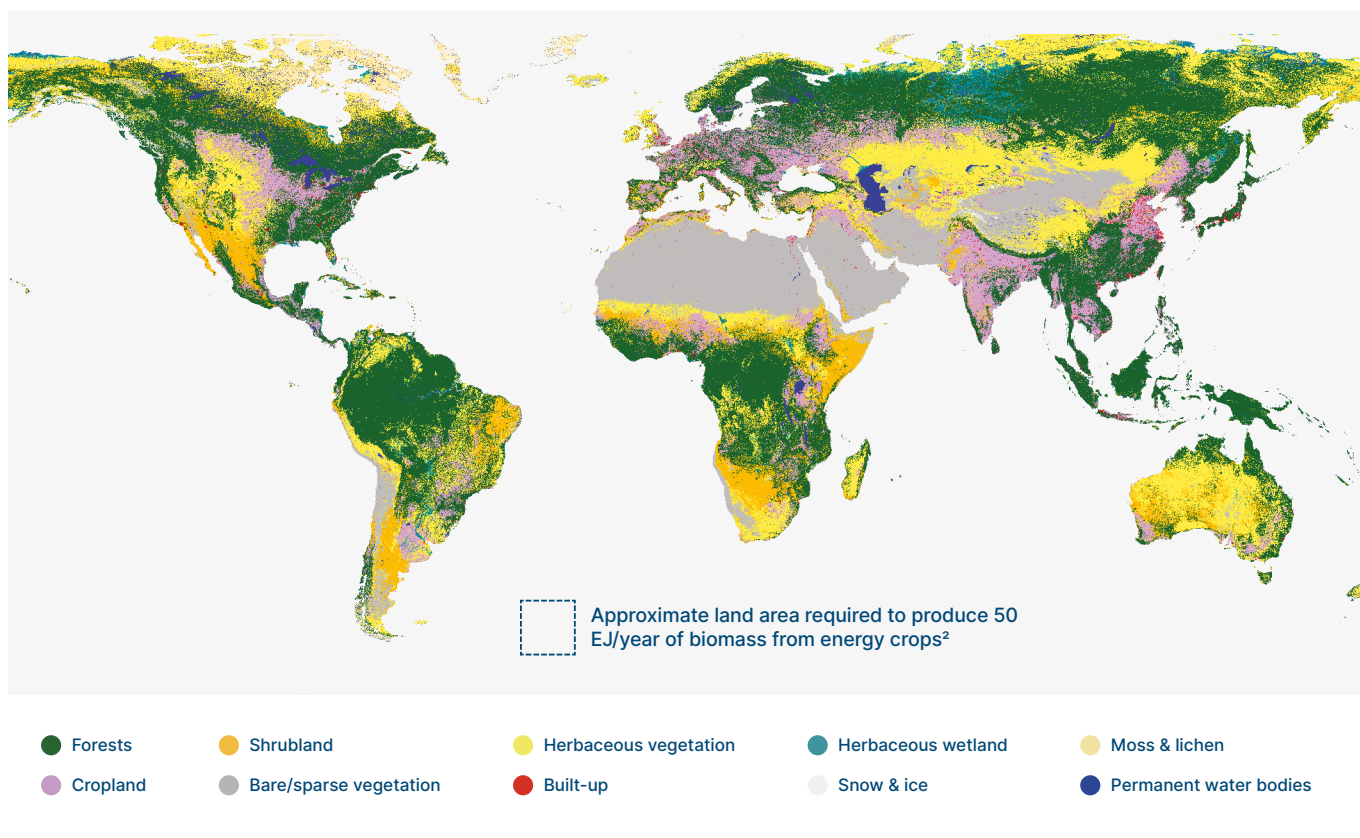 Approximate land area required to produce 50
EJ/year of biomass from energy crops²
Forests
Shrubland
Herbaceous vegetation
Herbaceous wetland
Moss & lichen
Cropland
Bare/sparse vegetation
Built-up
Snow & ice
Permanent water bodies